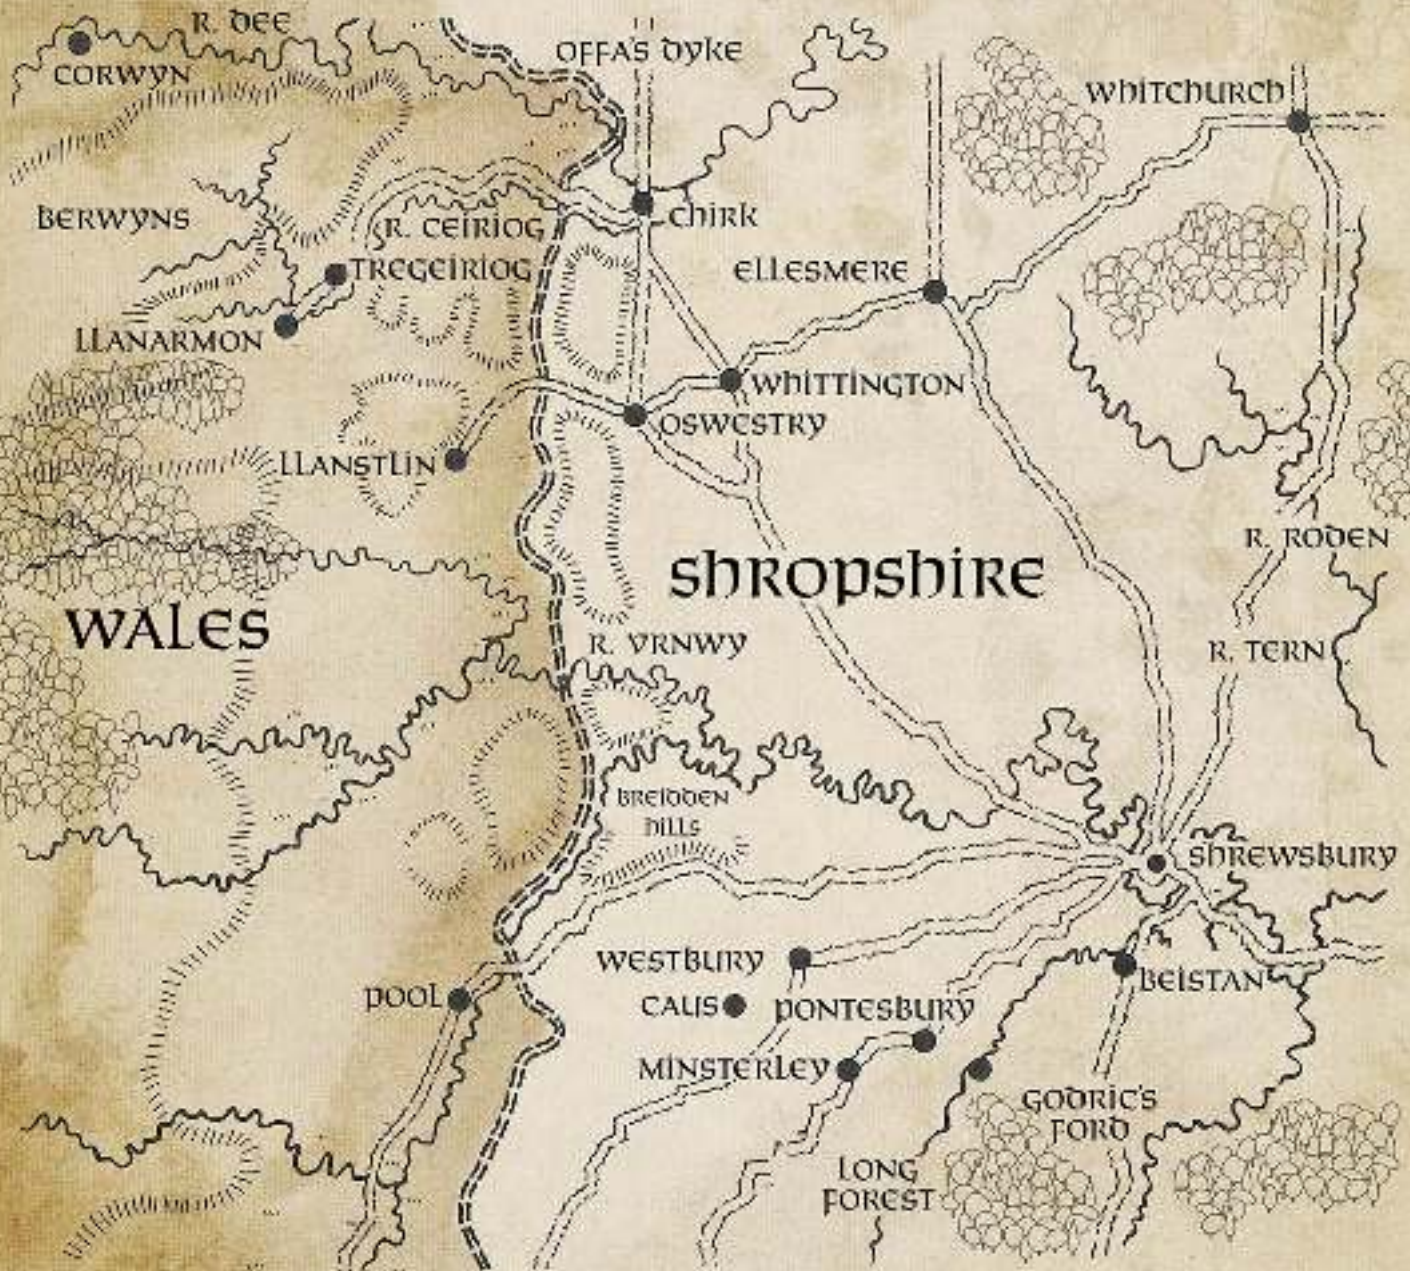 R. DEE
CORWYN
OFFA'S DYKE
WHITCHURCH
BERWYNS
R. CEIRIOG
CHIRK
TREGEIRIOG
ELLESMERE
LLANARMON
WHITTINGTON
OSWESTRY
LLANSTLIN
R. RODEN
SHROPSHIRE
WALES
R. VRNWY
R. TERN
BREIDDEN
HILLS
SHREWSBURY
WESTBURY
BEISTAN
POOL
CAUS
PONTESBURY
MINSTERLEY
GODRIC'S
FORD
LONG
FOREST